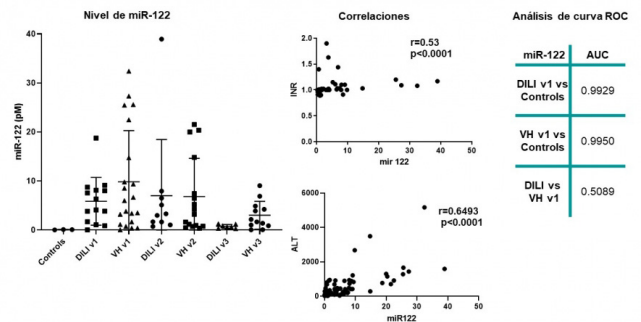 Nivel de miR-122
Correlaciones
Análisis de curva ROC
miR-122 (pM)
40
30
20
10
0
Controls
DILI v1
VH v1
DILI v2
VH v2
DILI v3
VH v3
INR
2.0
1.5
1.0
0.5
0.0
0
10
20
30
40
50
mir 122
r=0.53
p<0.0001
ALT
6000
4000
2000
0
0
10
20
30
40
50
miR122
r=0.6493
p<0.0001
miR-122 AUC
DILI v1 vs
Controls
0.9929
VH v1 vs
Controls
0.9950
DILI vs
VH v1
0.5089